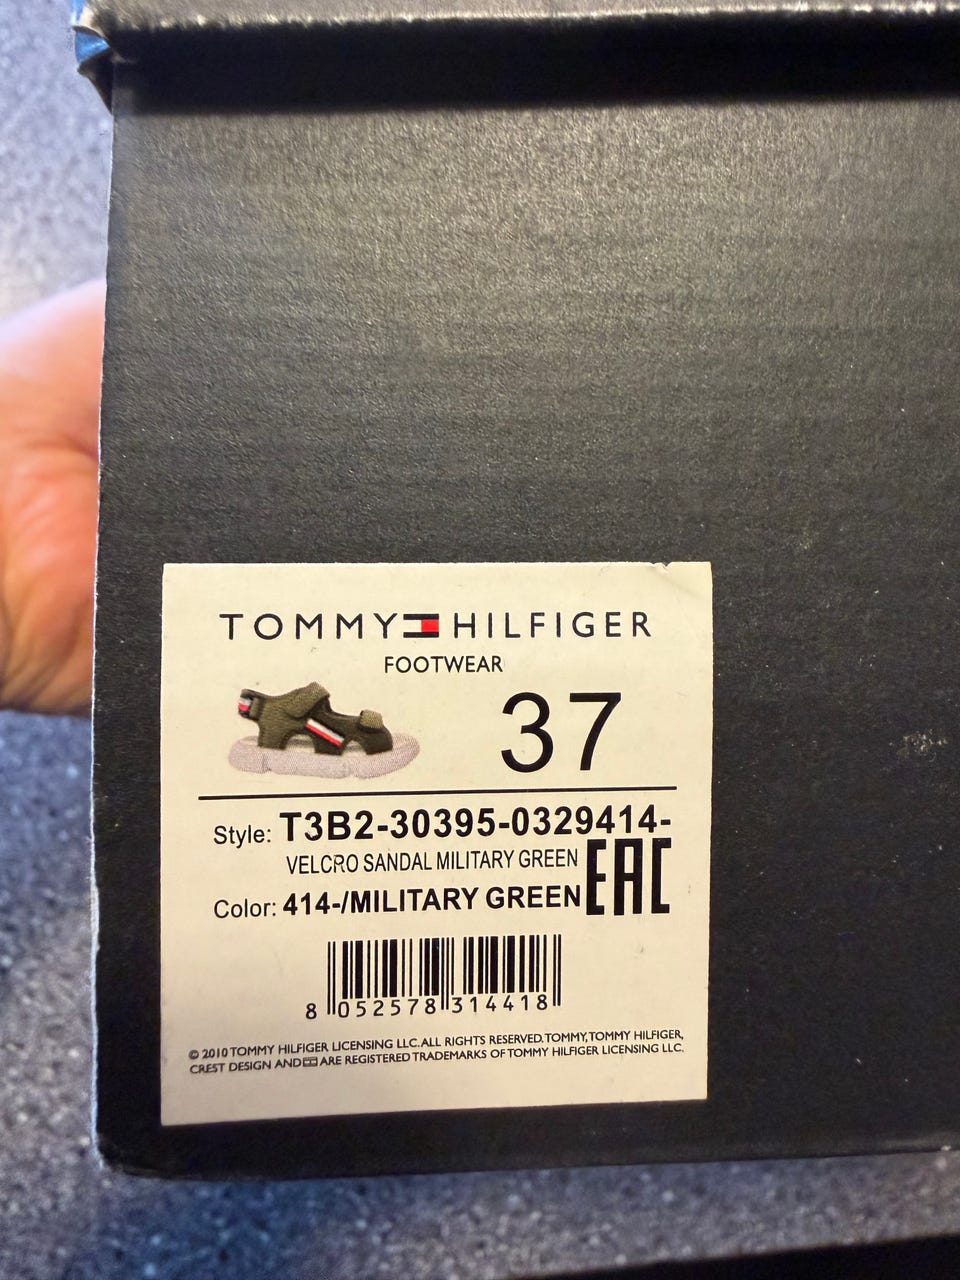 TOMMY HILFIGER
FOOTWEAR
37
Style: T3B2-30395-0329414-
VELCRO SANDAL MILITARY GREEN
EAC
Color: 414-/MILITARY GREEN
8 052578 314418
© 2010 TOMMY HILFIGER LICENSING LLC. ALL RIGHTS RESERVED. TOMMY, TOMMY HILFIGER,
CREST DESIGN AND ARE REGISTERED TRADEMARKS OF TOMMY HILFIGER LICENSING LLC.